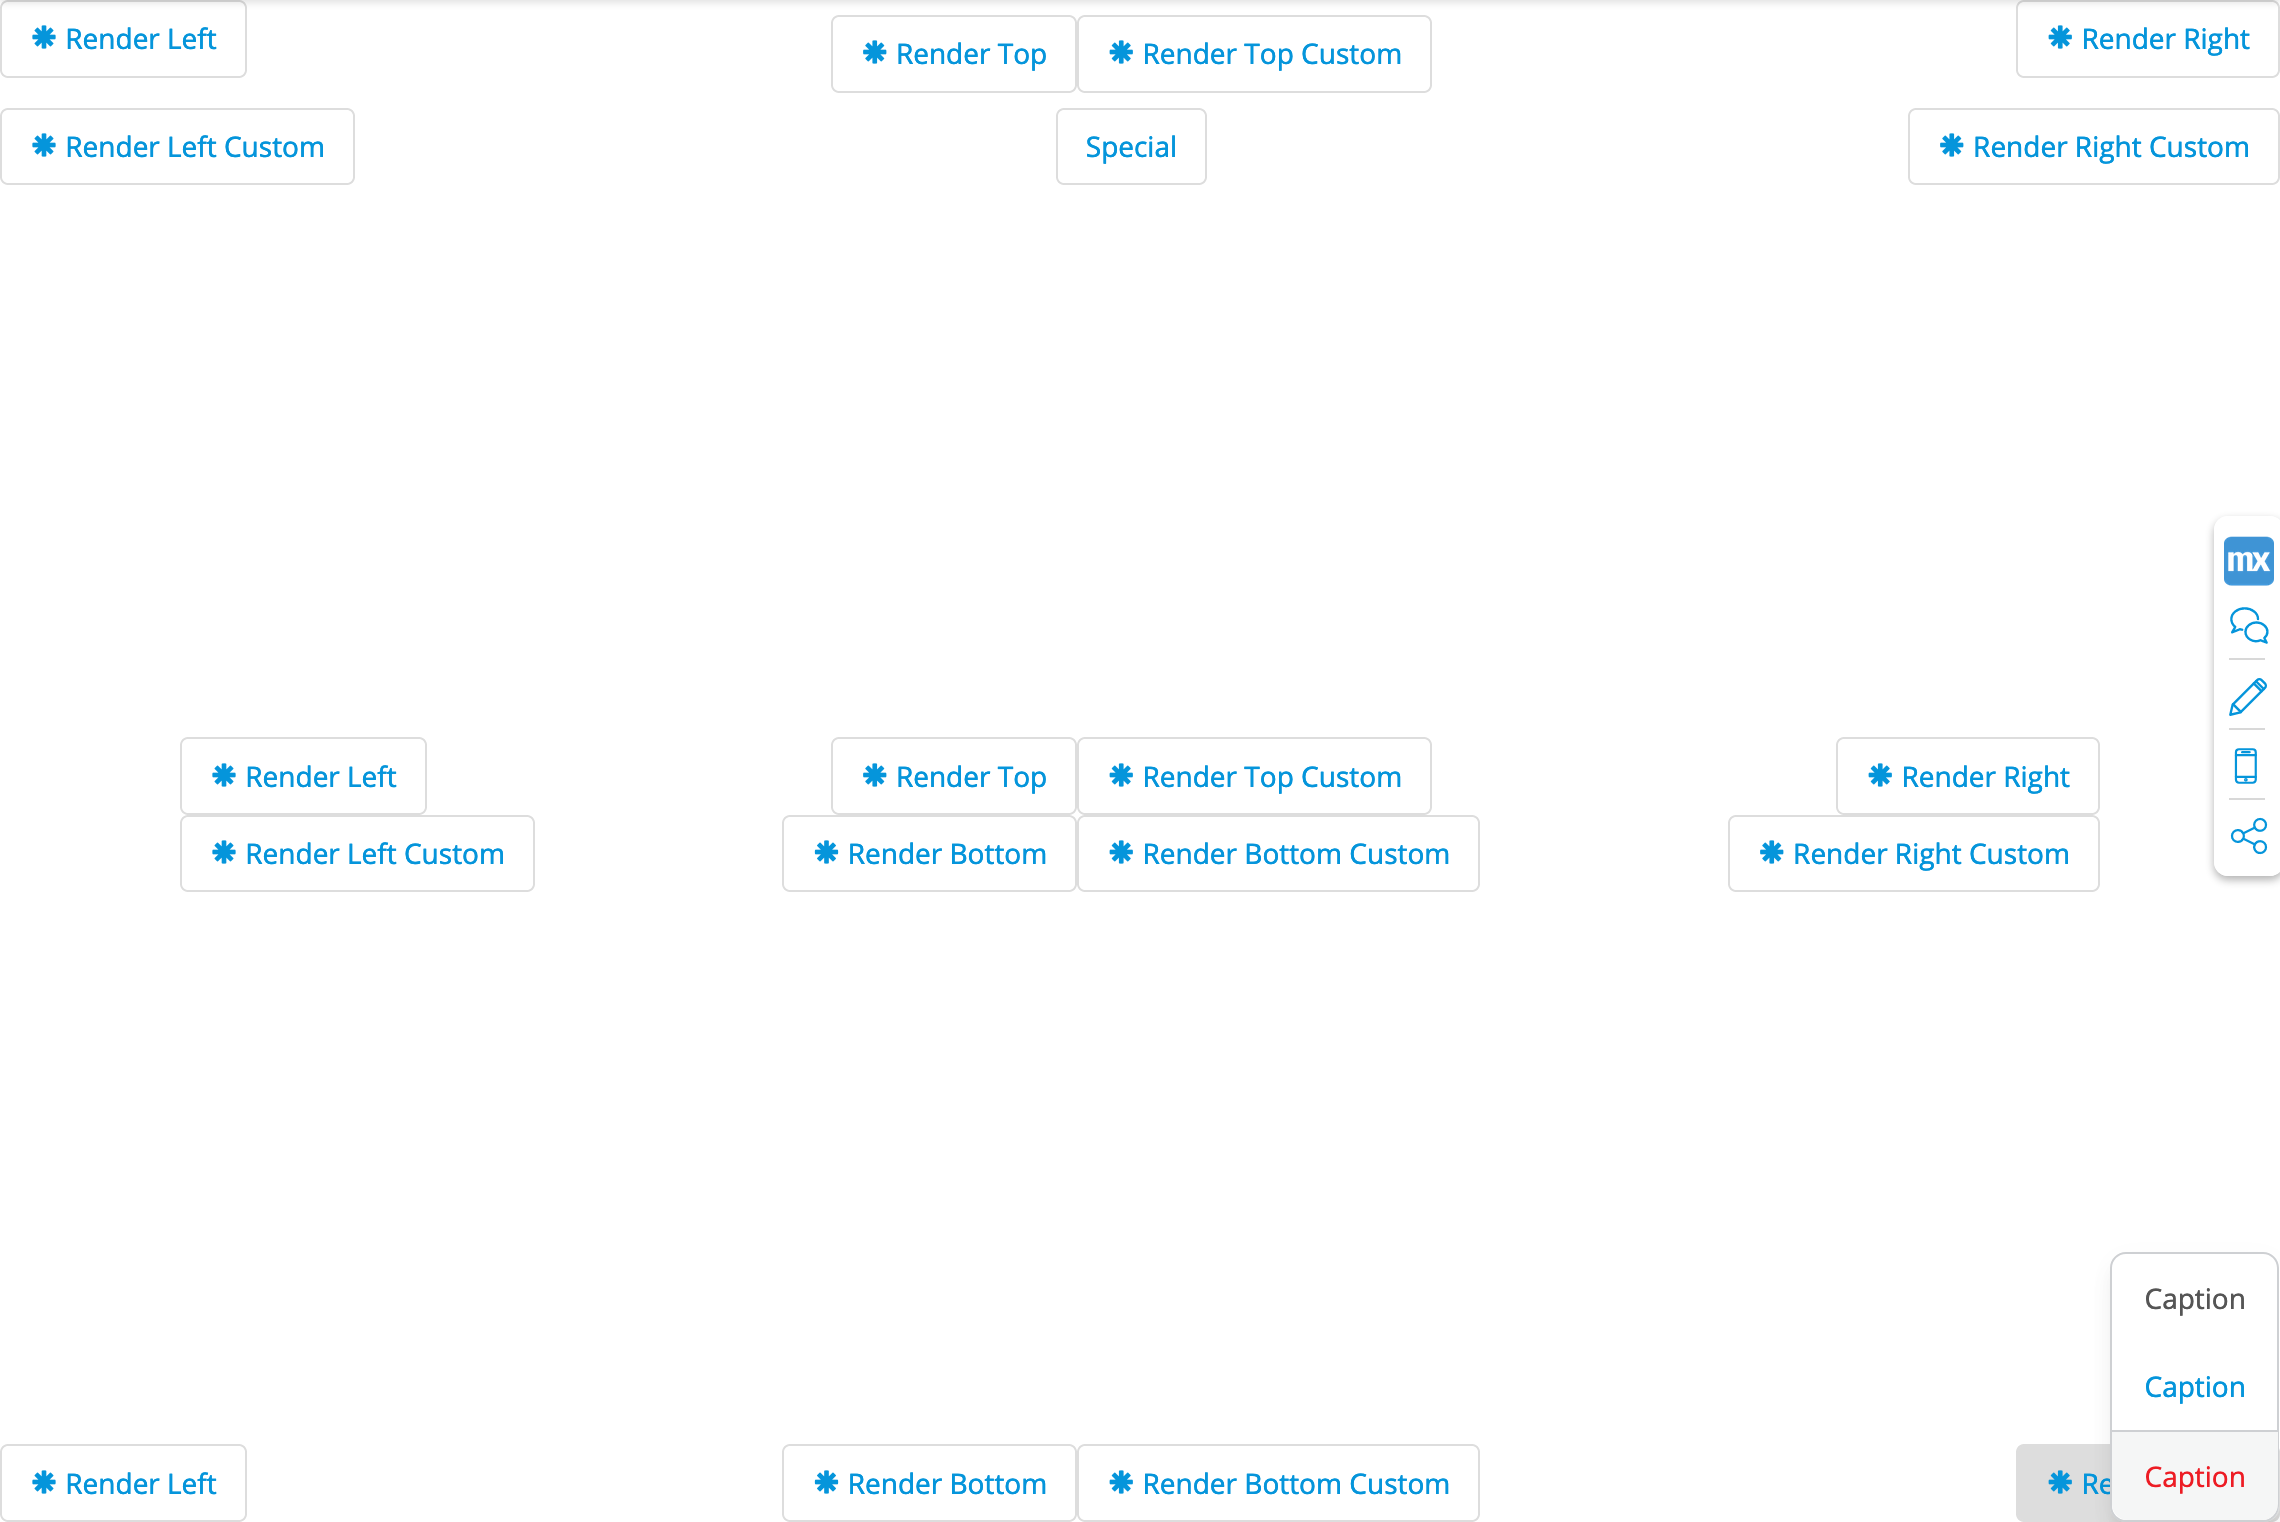 Render Left
Render Top
Render Top Custom
Render Right
Render Left Custom
Special
Render Right Custom
mx
Render Left
Render Top
Render Top Custom
Render Right
Render Left Custom
Render Bottom
Render Bottom Custom
Render Right Custom
Caption
Caption
Caption
Render Left
Render Bottom
Render Bottom Custom
Re